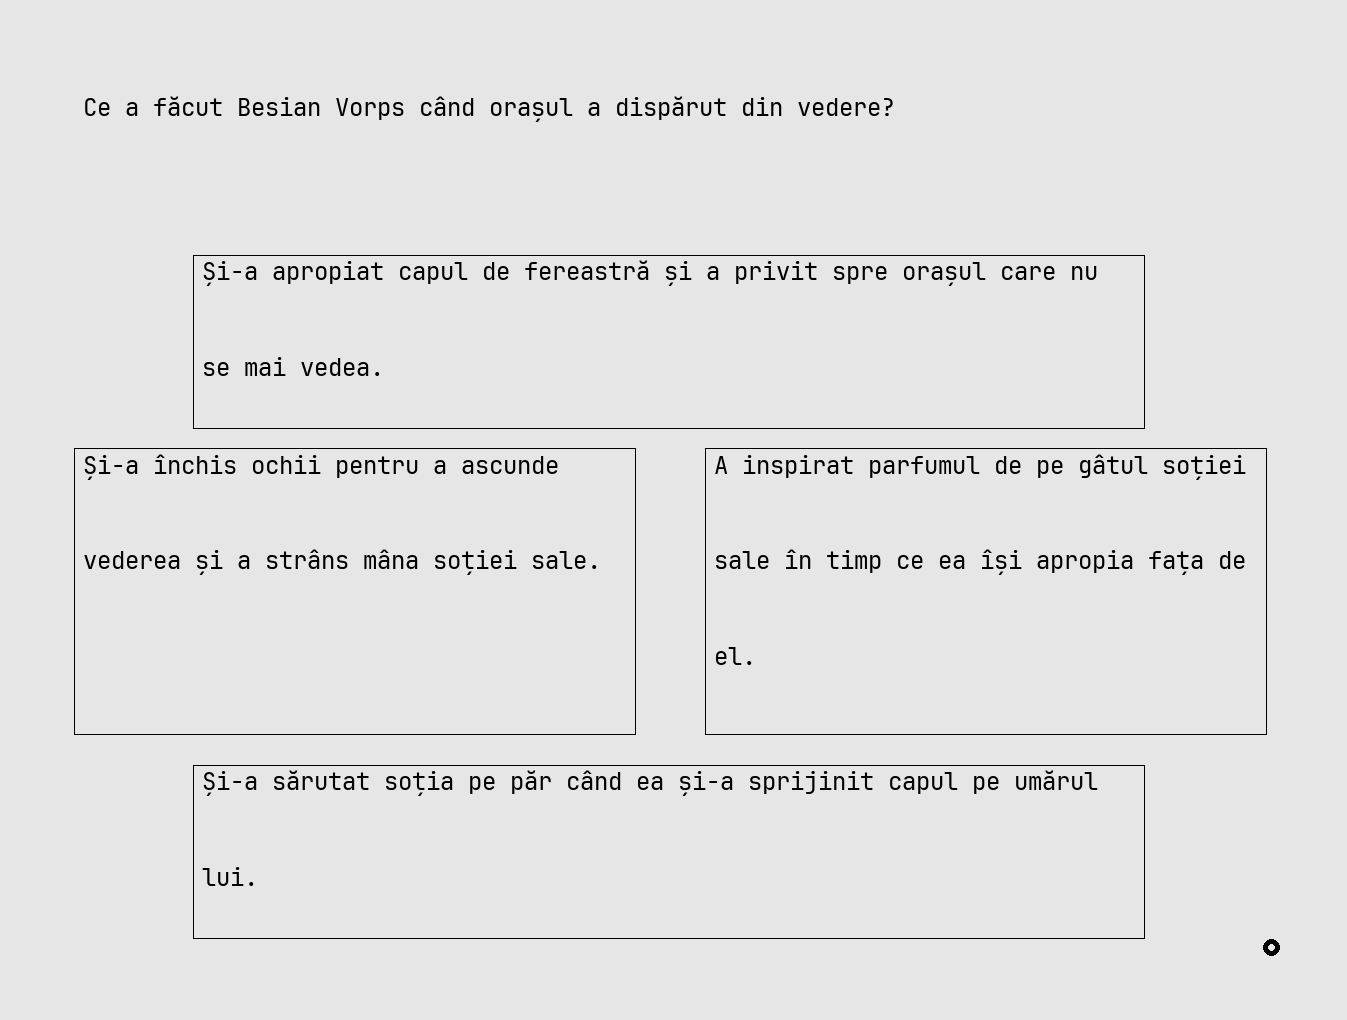 Ce a făcut Besian Vorps când orașul a dispărut din vedere?
Și-a apropiat capul de fereastră și a privit spre orașul care nu
se mai vedea.
Și-a închis ochii pentru a ascunde
vederea și a strâns mâna soției sale.
A inspirat parfumul de pe gâtul soției
sale în timp ce ea își apropia fața de
el.
Și-a sărutat soția pe păr când ea și-a sprijinit capul pe umărul
lui.